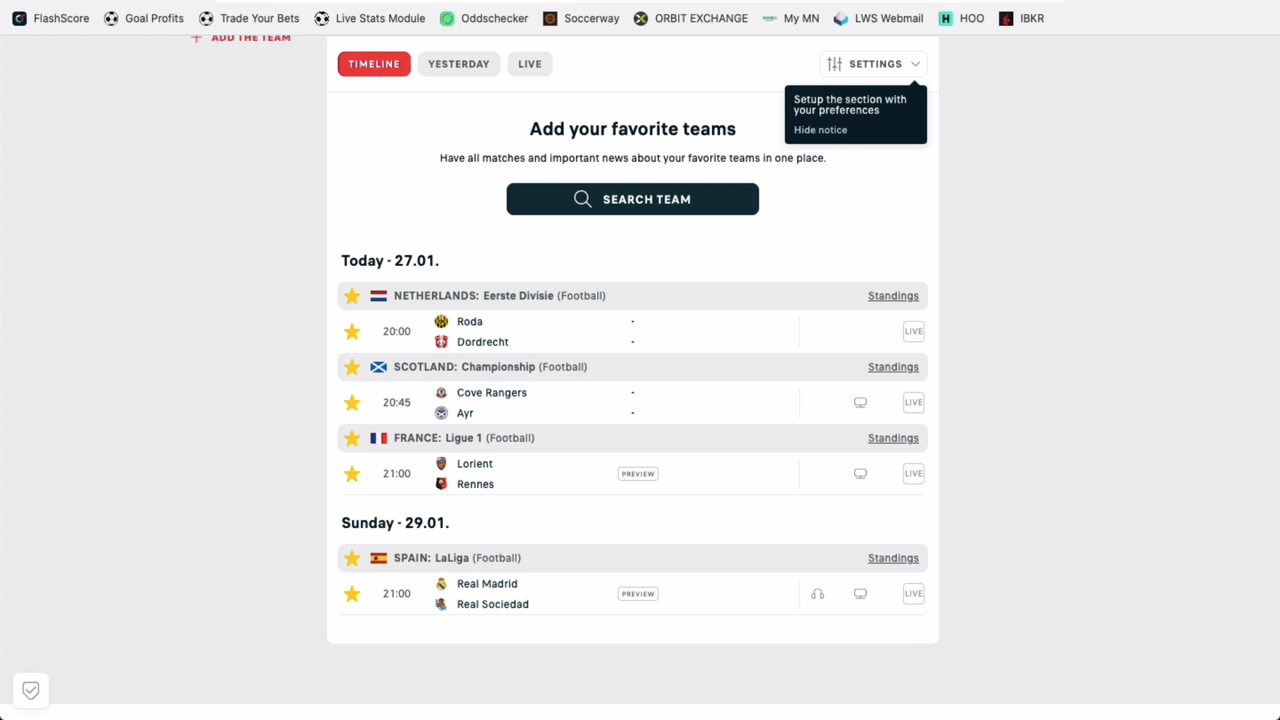 FlashScore Goal Profits Trade Your Bets Live Stats Module Oddschecker Soccerway ORBIT EXCHANGE My MN LWS Webmail H HOO IBKR
+ ADD THE TEAM
TIMELINE YESTERDAY LIVE SETTINGS
Setup the section with
your preferences
Hide notice
Add your favorite teams
Have all matches and important news about your favorite teams in one place.
SEARCH TEAM
Today - 27.01.
NETHERLANDS: Eerste Divisie (Football) Standings
20:00 Roda - LIVE
Dordrecht -
SCOTLAND: Championship (Football) Standings
20:45 Cove Rangers - LIVE
Ayr -
FRANCE: Ligue 1 (Football) Standings
21:00 Lorient PREVIEW LIVE
Rennes
Sunday - 29.01.
SPAIN: LaLiga (Football) Standings
21:00 Real Madrid PREVIEW LIVE
Real Sociedad